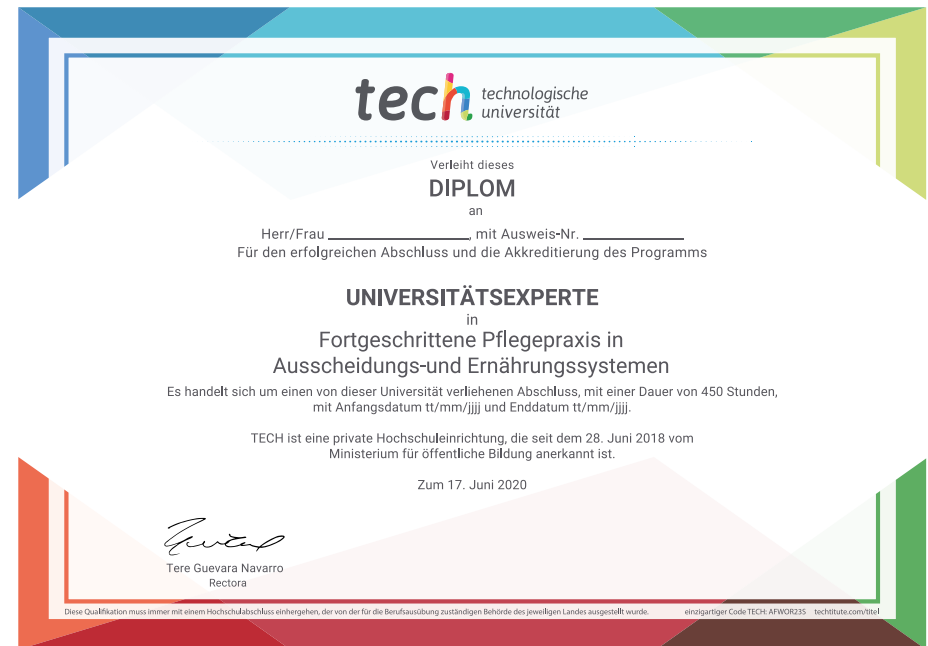 tech technologische
universität
Verleiht dieses
DIPLOM
an
Herr/Frau ____________________, mit Ausweis-Nr. ______________
Für den erfolgreichen Abschluss und die Akkreditierung des Programms
UNIVERSITÄTSEXPERTE
in
Fortgeschrittene Pflegepraxis in
Ausscheidungs-und Ernährungssystemen
Es handelt sich um einen von dieser Universität verliehenen Abschluss, mit einer Dauer von 450 Stunden,
mit Anfangsdatum tt/mm/jjjj und Enddatum tt/mm/jjjj.
TECH ist eine private Hochschuleinrichtung, die seit dem 28. Juni 2018 vom
Ministerium für öffentliche Bildung anerkannt ist.
Zum 17. Juni 2020
Tere Guevara Navarro
Rectora
Diese Qualifikation muss immer mit einem Hochschulabschluss einhergehen, der von der für die Berufsausübung zuständigen Behörde des jeweiligen Landes ausgestellt wurde. einzigartiger Code TECH: AFWOR23S techtitute.com/titel